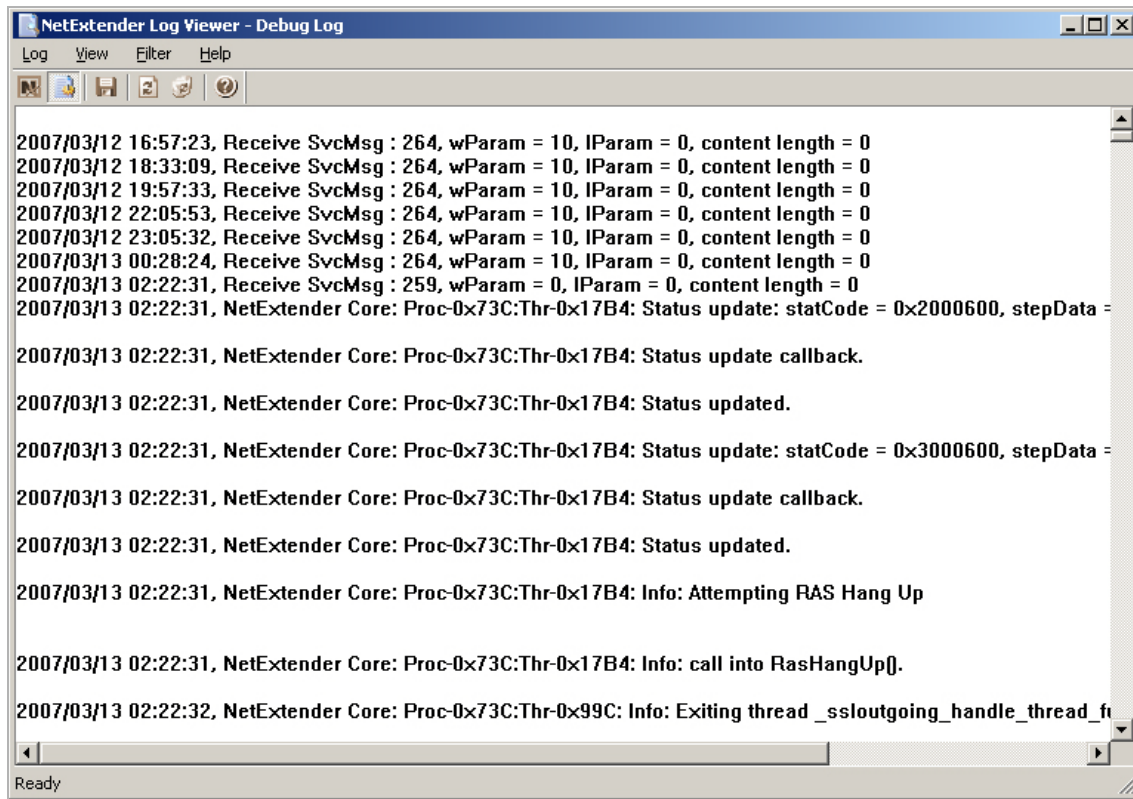 NetExtender Log Viewer - Debug Log
Log View Filter Help
2007/03/12 16:57:23, Receive SvcMsg : 264, wParam = 10, lParam = 0, content length = 0
2007/03/12 18:33:09, Receive SvcMsg : 264, wParam = 10, lParam = 0, content length = 0
2007/03/12 19:57:33, Receive SvcMsg : 264, wParam = 10, lParam = 0, content length = 0
2007/03/12 22:05:53, Receive SvcMsg : 264, wParam = 10, lParam = 0, content length = 0
2007/03/12 23:05:32, Receive SvcMsg : 264, wParam = 10, lParam = 0, content length = 0
2007/03/13 00:28:24, Receive SvcMsg : 264, wParam = 10, lParam = 0, content length = 0
2007/03/13 02:22:31, Receive SvcMsg : 259, wParam = 0, lParam = 0, content length = 0
2007/03/13 02:22:31, NetExtender Core: Proc-0x73C:Thr-0x17B4: Status update: statCode = 0x2000600, stepData =
2007/03/13 02:22:31, NetExtender Core: Proc-0x73C:Thr-0x17B4: Status update callback.
2007/03/13 02:22:31, NetExtender Core: Proc-0x73C:Thr-0x17B4: Status updated.
2007/03/13 02:22:31, NetExtender Core: Proc-0x73C:Thr-0x17B4: Status update: statCode = 0x3000600, stepData =
2007/03/13 02:22:31, NetExtender Core: Proc-0x73C:Thr-0x17B4: Status update callback.
2007/03/13 02:22:31, NetExtender Core: Proc-0x73C:Thr-0x17B4: Status updated.
2007/03/13 02:22:31, NetExtender Core: Proc-0x73C:Thr-0x17B4: Info: Attempting RAS Hang Up
2007/03/13 02:22:31, NetExtender Core: Proc-0x73C:Thr-0x17B4: Info: call into RasHangUp().
2007/03/13 02:22:32, NetExtender Core: Proc-0x73C:Thr-0x99C: Info: Exiting thread _ssloutgoing_handle_thread_f
Ready